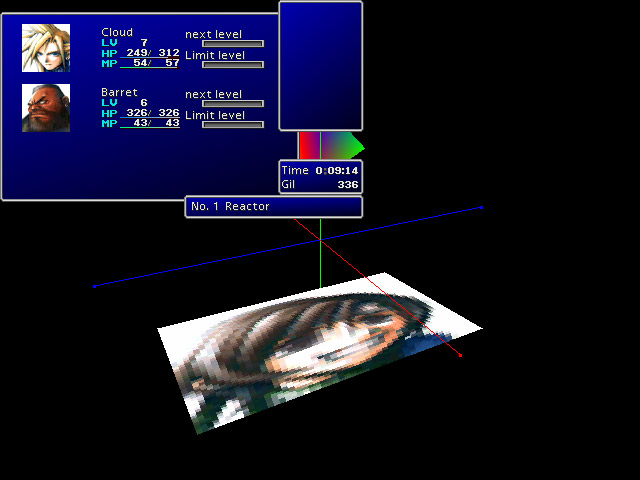 Cloud
LV 7
HP 249/ 312
MP 54/ 57
next level
Limit level
Barret
LV 6
HP 326/ 326
MP 43/ 43
next level
Limit level
Time 0:09:14
Gil 336
No. 1 Reactor